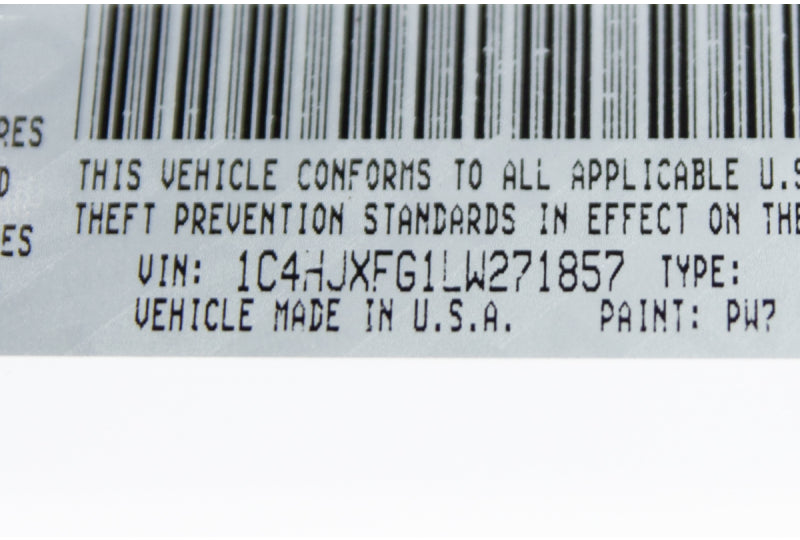 RES
THIS VEHICLE CONFORMS TO ALL APPLICABLE U.S
D
THEFT PREVENTION STANDARDS IN EFFECT ON THE
ES
VIN: 1C4HJXFG1LW271857 TYPE:
VEHICLE MADE IN U.S.A. PAINT: PW7